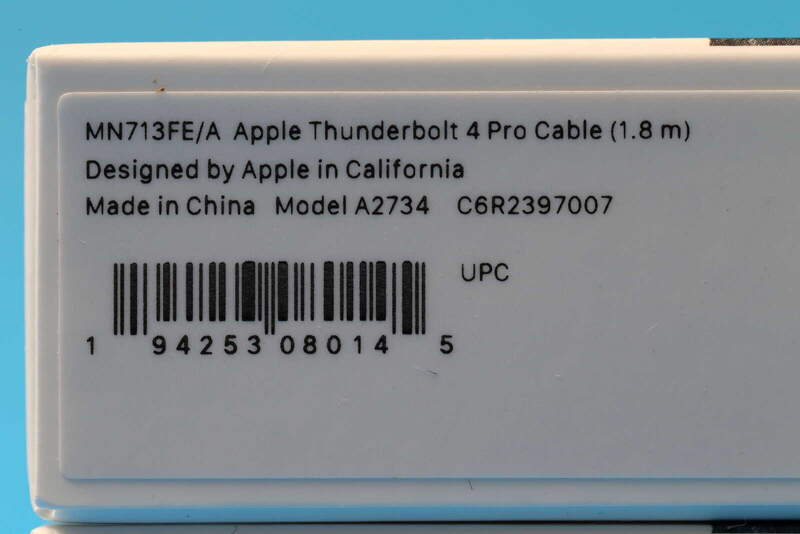 MN713FE/A Apple Thunderbolt 4 Pro Cable (1.8 m)
Designed by Apple in California
Made in China Model A2734 C6R2397007
UPC
1 94253 08014 5